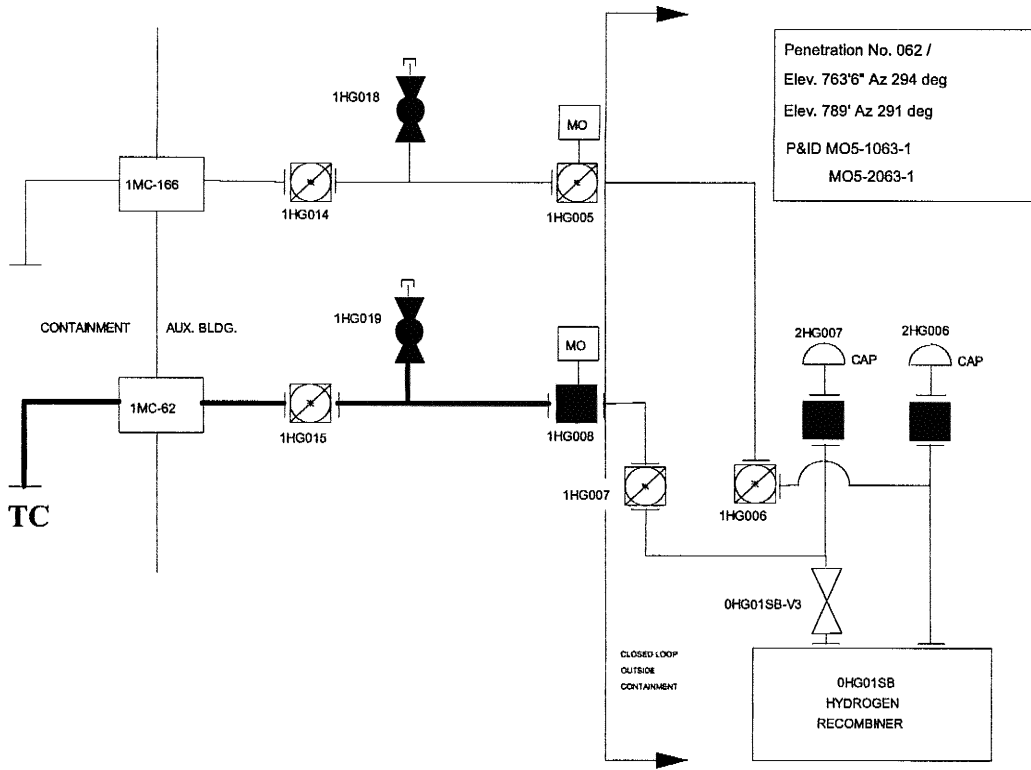 Penetration No. 062 /
Elev. 763'6" Az 294 deg
Elev. 789' Az 291 deg
P&ID MO5-1063-1
MO5-2063-1
1HG018
MO
1MC-166
1HG014
1HG005
1HG019
CONTAINMENT
AUX. BLDG.
MO
2HG007
2HG006
CAP
CAP
1MC-62
1HG015
1HG008
1HG007
1HG006
TC
0HG01SB-V3
CLOSED LOOP
OUTSIDE
CONTAINMENT
0HG01SB
HYDROGEN
RECOMBINER